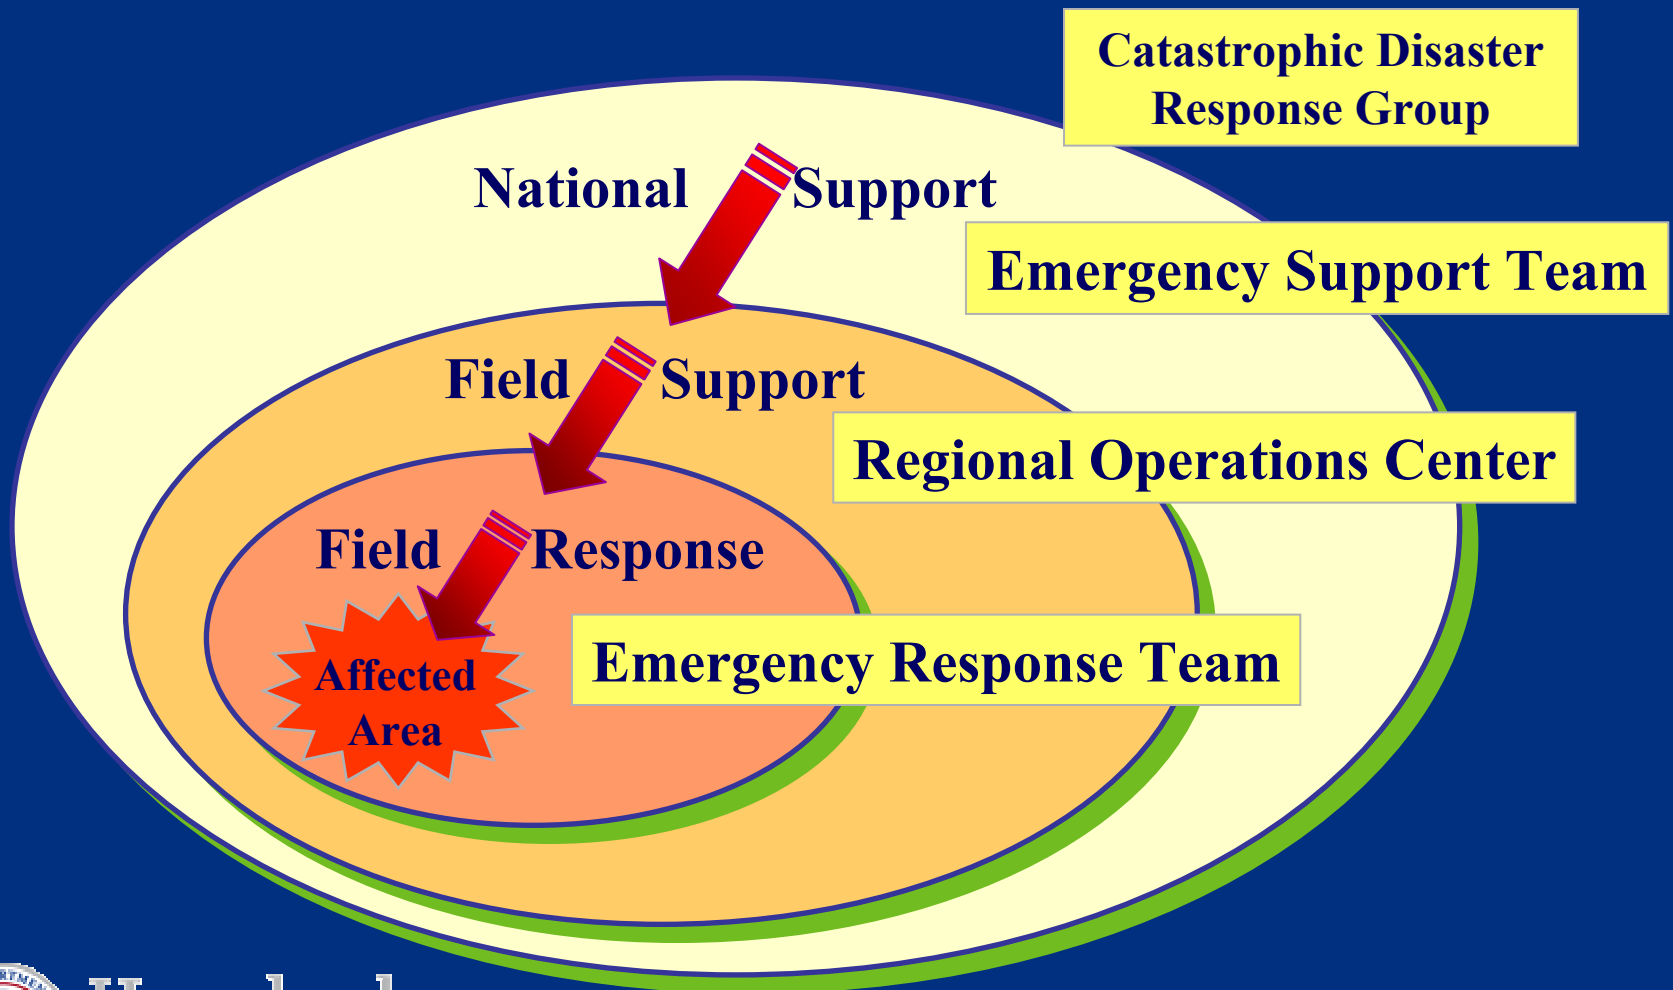 Catastrophic Disaster
Response Group
National Support
Emergency Support Team
Field Support
Regional Operations Center
Field Response
Emergency Response Team
Affected
Area